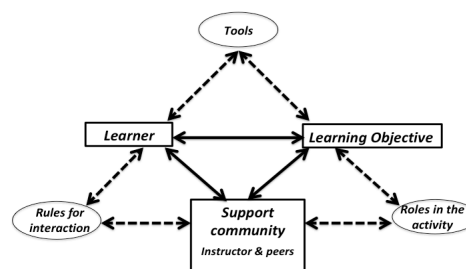 Tools
Learner
Learning Objective
Rules for
interaction
Support
community
Instructor & peers
Roles in the
activity